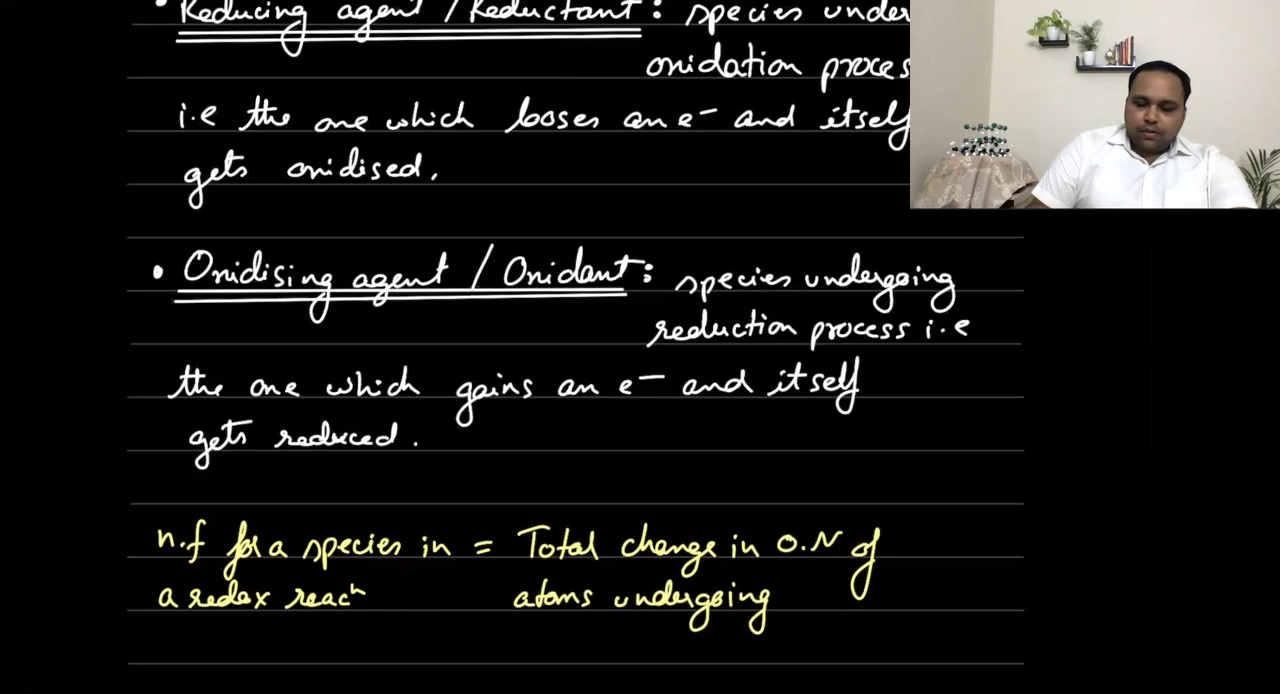 • Reducing agent / Reductant : species under
oxidation proces
i.e the one which looses an e⁻ and itself
gets oxidised.
• Oxidising agent / Oxidant : species undergoing
reduction process i.e
the one which gains an e⁻ and itself
gets reduced.
n.f for a species in = Total change in O.N of
a redox reacⁿ atoms undergoing